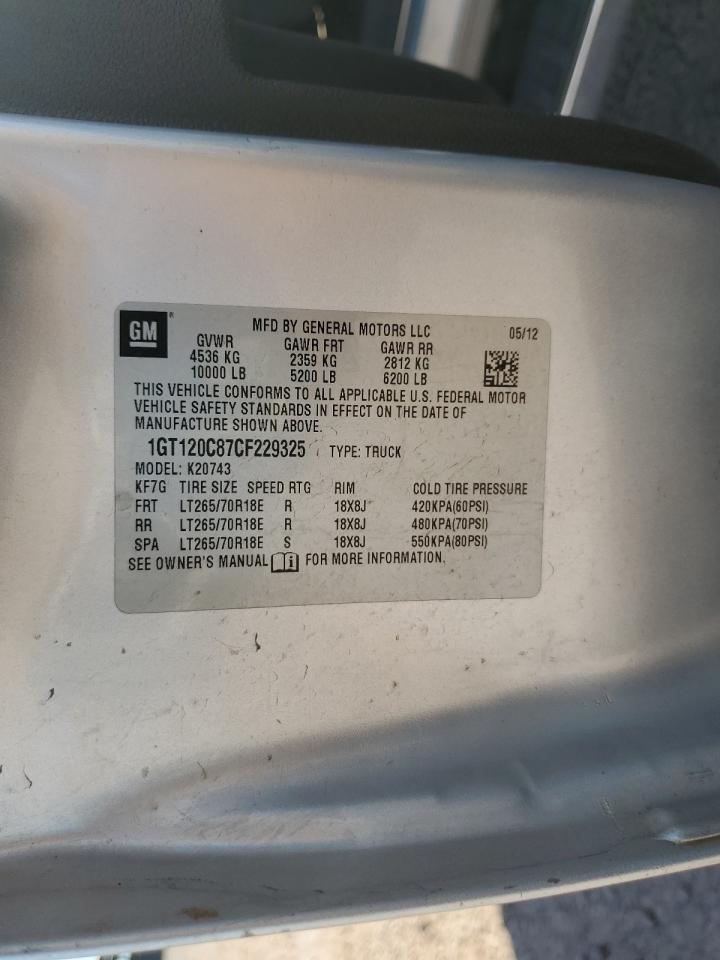 GM ®
MFD BY GENERAL MOTORS LLC 05/12
GVWR GAWR FRT GAWR RR
4536 KG 2359 KG 2812 KG
10000 LB 5200 LB 6200 LB
THIS VEHICLE CONFORMS TO ALL APPLICABLE U.S. FEDERAL MOTOR
VEHICLE SAFETY STANDARDS IN EFFECT ON THE DATE OF
MANUFACTURE SHOWN ABOVE.
1GT120C87CF229325 TYPE: TRUCK
MODEL: K20743
KF7G TIRE SIZE SPEED RTG RIM COLD TIRE PRESSURE
FRT LT265/70R18E R 18X8J 420KPA(60PSI)
RR LT265/70R18E R 18X8J 480KPA(70PSI)
SPA LT265/70R18E S 18X8J 550KPA(80PSI)
SEE OWNER'S MANUAL FOR MORE INFORMATION.